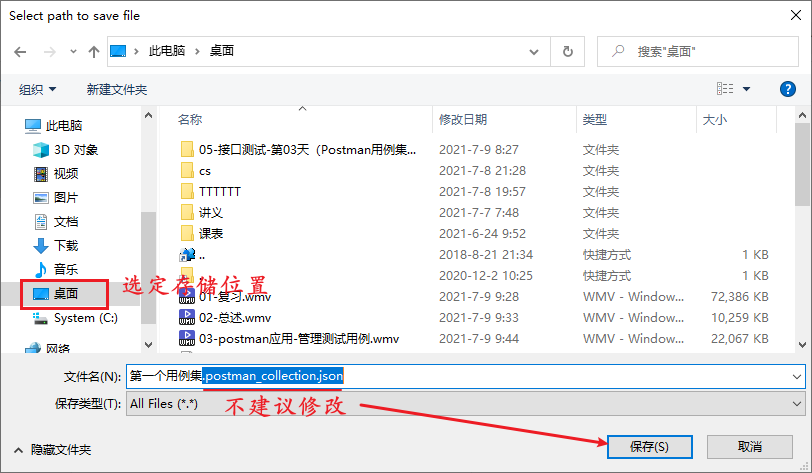 Select path to save file
此电脑 › 桌面
搜索"桌面"
组织
新建文件夹
名称 修改日期 类型 大小
此电脑
3D 对象
视频
图片
文档
下载
音乐
桌面
System (C:)
网络
05-接口测试-第03天（Postman用例集... 2021-7-9 8:27 文件夹
cs 2021-7-8 21:28 文件夹
TTTTTT 2021-7-8 19:57 文件夹
讲义 2021-7-7 7:48 文件夹
课表 2021-6-24 9:52 文件夹
.. 2018-8-21 21:34 快捷方式 1 KB
. 2020-12-2 10:25 快捷方式 1 KB
01-复习.wmv 2021-7-9 9:28 WMV - Window... 72,386 KB
02-总述.wmv 2021-7-9 9:33 WMV - Window... 10,259 KB
03-postman应用-管理测试用例.wmv 2021-7-9 9:44 WMV - Window... 22,067 KB
选定存储位置
文件名(N): 第一个用例集.postman_collection.json
保存类型(T): All Files (*.*)
不建议修改
隐藏文件夹
保存(S)
取消